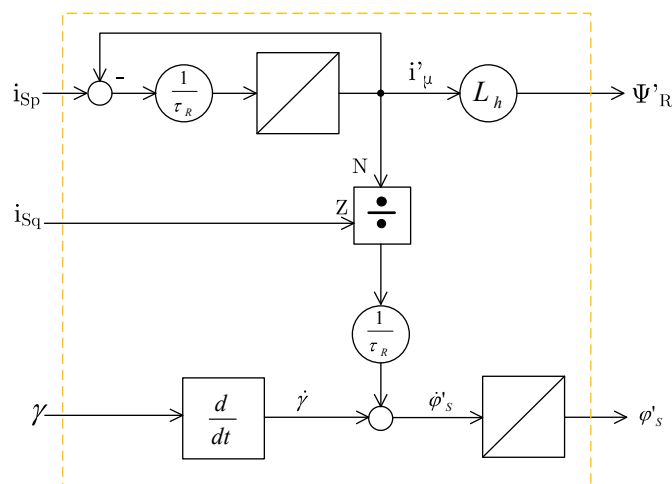 -
i_Sp
1/τ_R
i'_μ
L_h
Ψ'_R
N
i_Sq
Z
÷
1/τ_R
γ
d/dt
γ̇
φ̇'_s
φ'_s